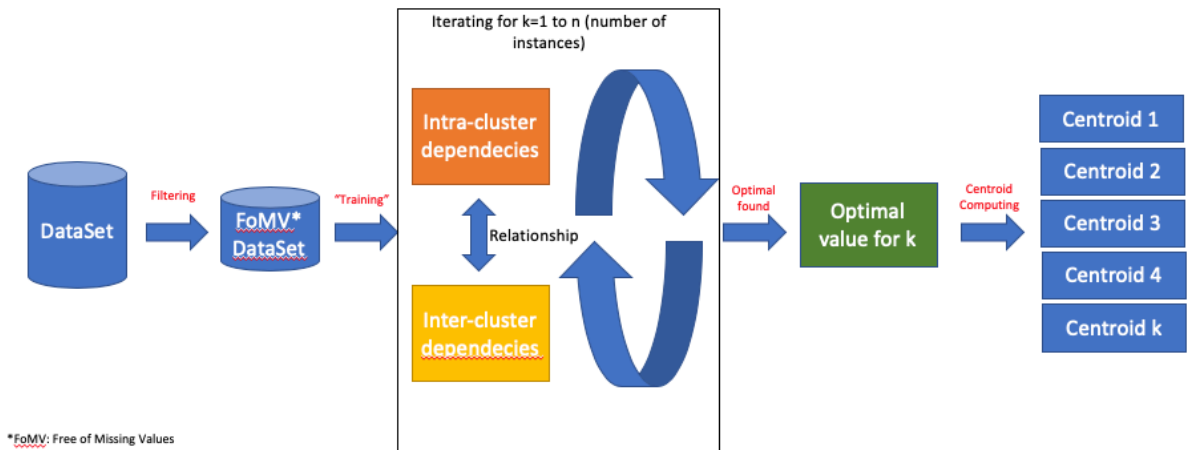 Iterating for k=1 to n (number of
instances)
DataSet
Filtering
FoMV*
DataSet
"Training"
Intra-cluster
dependecies
Relationship
Inter-cluster
dependecies
Optimal
found
Optimal
value for k
Centroid
Computing
Centroid 1
Centroid 2
Centroid 3
Centroid 4
Centroid k
*FoMV: Free of Missing Values